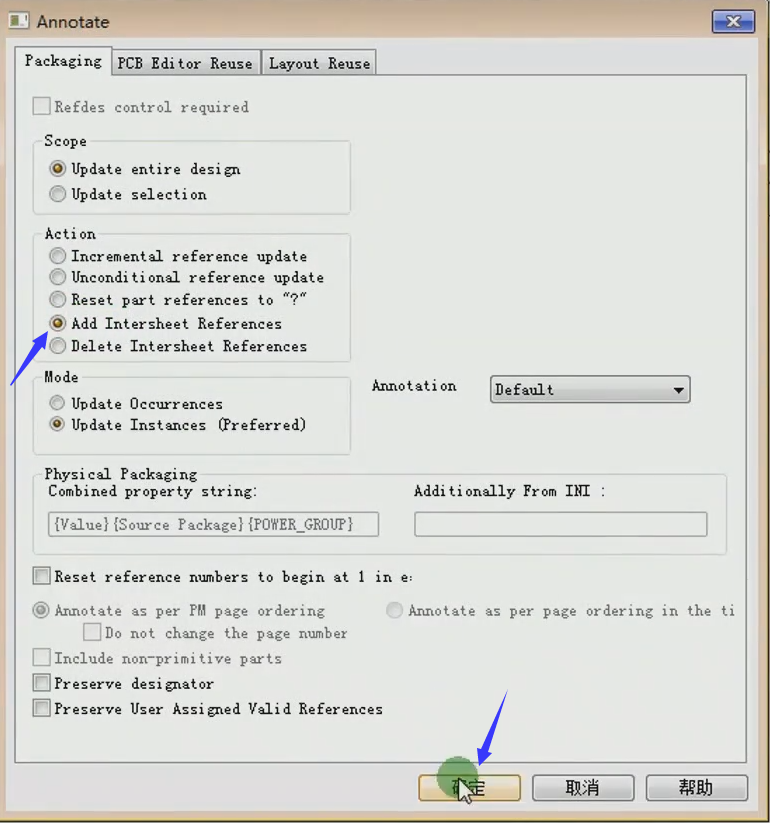 Annotate
Packaging PCB Editor Reuse Layout Reuse
Refdes control required
Scope
Update entire design
Update selection
Action
Incremental reference update
Unconditional reference update
Reset part references to "?"
Add Intersheet References
Delete Intersheet References
Mode
Update Occurrences
Update Instances (Preferred)
Annotation Default
Physical Packaging
Combined property string: Additionally From INI :
{Value}{Source Package}{POWER_GROUP}
Reset reference numbers to begin at 1 in e:
Annotate as per PM page ordering Annotate as per page ordering in the ti
Do not change the page number
Include non-primitive parts
Preserve designator
Preserve User Assigned Valid References
确定 取消 帮助